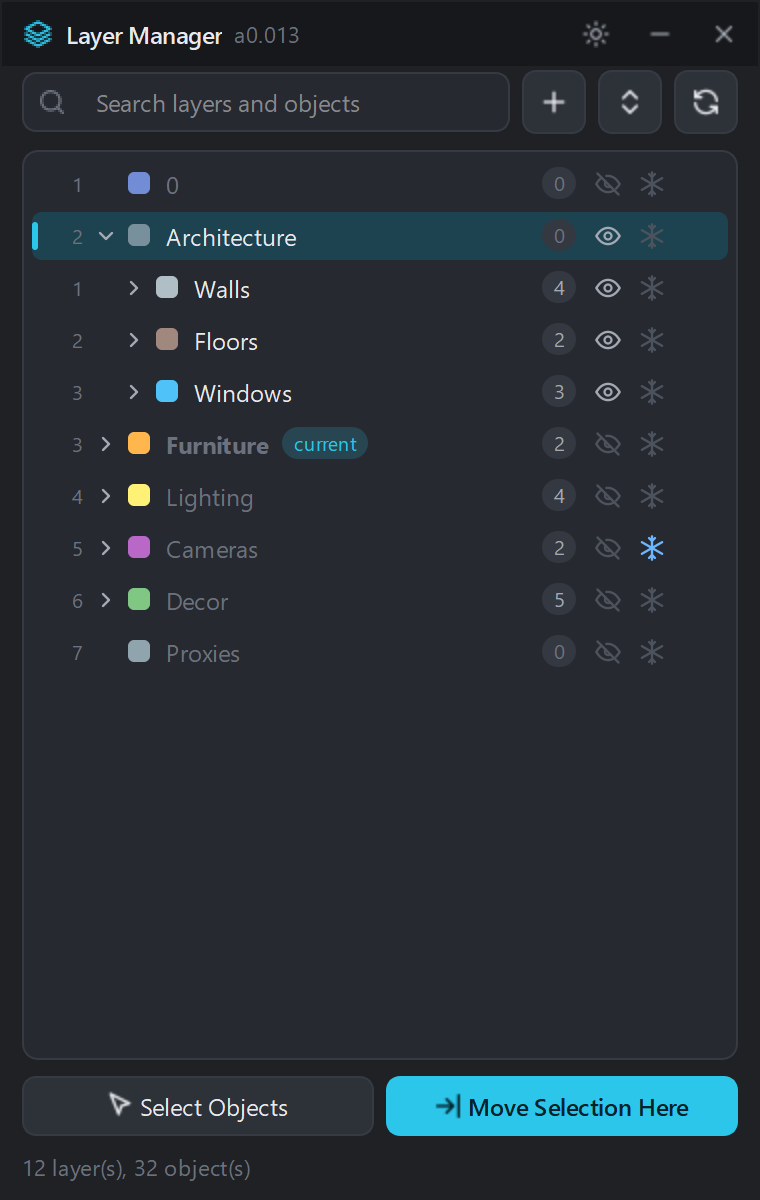 Layer Manager a0.013
Search layers and objects
1 0 0
2 Architecture 0
1 Walls 4
2 Floors 2
3 Windows 3
3 Furniture current 2
4 Lighting 4
5 Cameras 2
6 Decor 5
7 Proxies 0
Select Objects Move Selection Here
12 layer(s), 32 object(s)